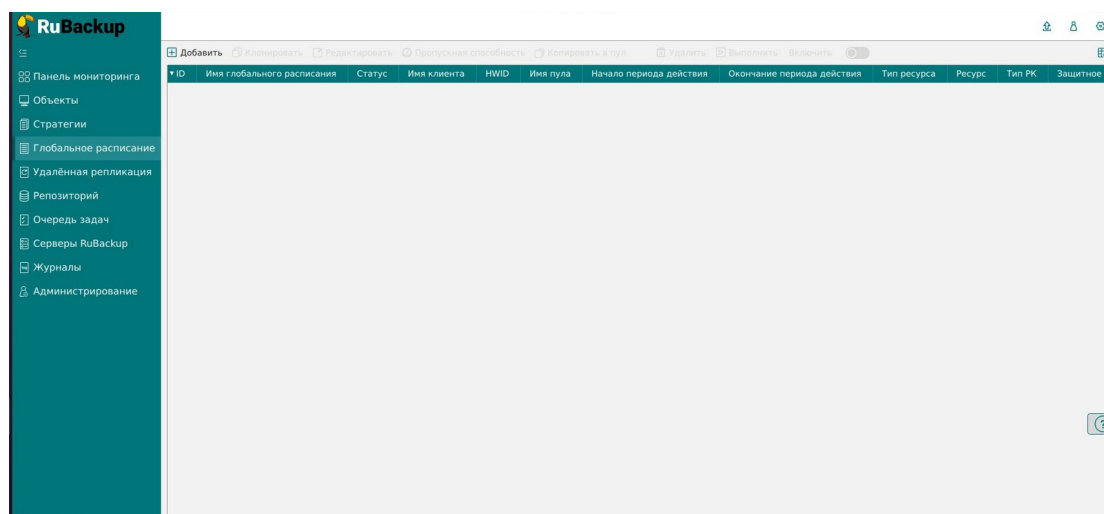 RuBackup
Добавить Клонировать Редактировать Пропускная способность Копировать в пул Удалить Выполнить Включить
ID Имя глобального расписания Статус Имя клиента HWID Имя пула Начало периода действия Окончание периода действия Тип ресурса Ресурс Тип РК Защитное
Панель мониторинга
Объекты
Стратегии
Глобальное расписание
Удалённая репликация
Репозиторий
Очередь задач
Серверы RuBackup
Журналы
Администрирование